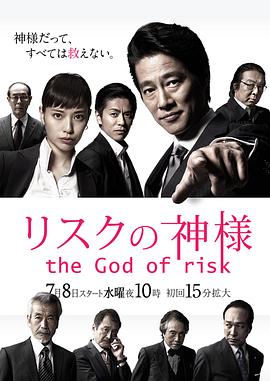 神様だって、
すべては救えない。
リスクの神様
the God of risk
7月8日スタート水曜夜10時 初回15分拡大